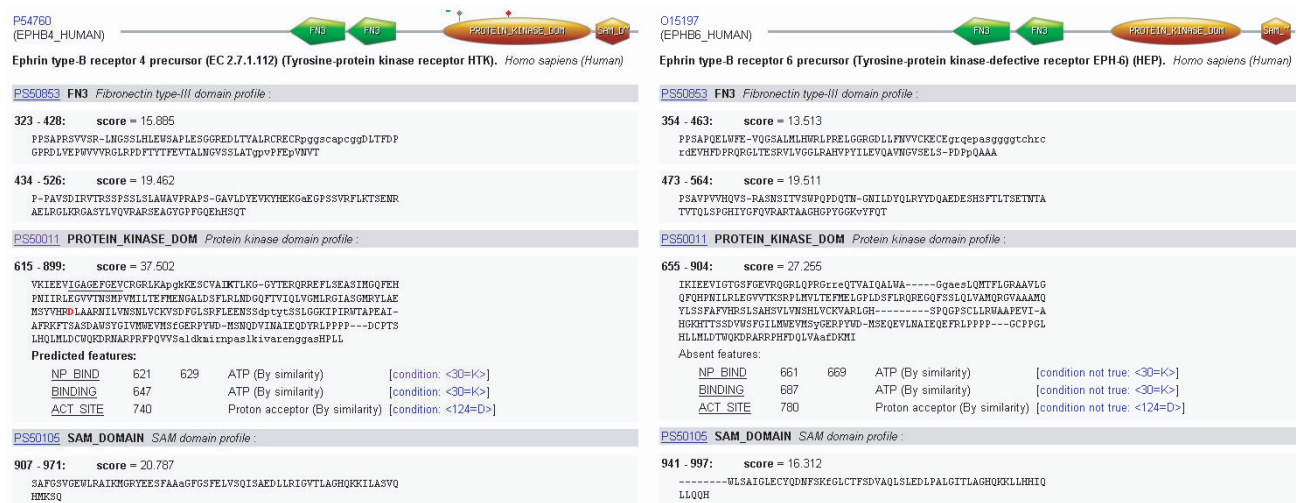 P54760
(EPHB4_HUMAN)
FN3
FN3
PROTEIN_KINASE_DOM
SAM_D
Ephrin type-B receptor 4 precursor (EC 2.7.1.112) (Tyrosine-protein kinase receptor HTK). Homo sapiens (Human)
PS50853 FN3 Fibronectin type-III domain profile :
323 - 428: score = 15.885
PPSAPRSVVSR-LNGSSLHLEWSAPLESGGREDLTYALRCRECRpggscapcggDLTFDP
GPRDLVEPWVVVRGLRPDFTYTFEVTALNGVSSLATgpvPFEpVNVT
434 - 526: score = 19.462
P-PAVSDIRVTRSSPSSLSLAWAVPRAPS-GAVLDYEVKYHEKGaEGPSSVRFLKTSENR
AELRGLKRGASYLVQVRARSEAGYGPFGQEhHSQT
PS50011 PROTEIN_KINASE_DOM Protein kinase domain profile :
615 - 899: score = 37.502
VKIEEVIGAGEFGEVCRGRLKApgkKESCVAIKTLKG-GYTERQRREFLSEASIMGQFEH
PNIIRLEGVVTNSMPVMILTEFMENGALDSFLRLNDGQFTVIQLVGMLRGIASGMRYLAE
MSYVHRDLAARNILVNSNLVCKVSDFGLSRFLEENSSdptytSSLGGKIPIRWTAPEAI-
AFRKFTSASDAWSYGIVMWEVMSfGERPYWD-MSNQDVINAIEQDYRLPPPP---DCPTS
LHQLMLDCWQKDRNARPRFPQVVSaldkmirnpaslkivarenggasHPLL
Predicted features:
NP_BIND 621 629 ATP (By similarity) [condition: <30=K>]
BINDING 647 ATP (By similarity) [condition: <30=K>]
ACT_SITE 740 Proton acceptor (By similarity) [condition: <124=D>]
PS50105 SAM_DOMAIN SAM domain profile :
907 - 971: score = 20.787
SAFGSVGEWLRAIKMGRYEESFAAaGFGSFELVSQISAEDLLRIGVTLAGHQKKILASVQ
HMKSQ
O15197
(EPHB6_HUMAN)
FN3
FN3
PROTEIN_KINASE_DOM
SAM_
Ephrin type-B receptor 6 precursor (Tyrosine-protein kinase-defective receptor EPH-6) (HEP). Homo sapiens (Human)
PS50853 FN3 Fibronectin type-III domain profile :
354 - 463: score = 13.513
PPSAPQELWFE-VQGSALMLHWRLPRELGGRGDLLFNVVCKECEgrqepasggggtchrc
rdEVHFDPRQRGLTESRVLVGGLRAHVPYILEVQAVNGVSELS-PDPpQAAA
473 - 564: score = 19.511
PSAVPVVHQVS-RASNSITVSWPQPDQTN-GNILDYQLRYYDQAEDESHSFTLTSETNTA
TVTQLSPGHIYGFQVRARTAAGHGPYGGKvYFQT
PS50011 PROTEIN_KINASE_DOM Protein kinase domain profile :
655 - 904: score = 27.255
IKIEEVIGTGSFGEVRQGRLQPRGrreQTVAIQALWA-----GgaesLQMTFLGRAAVLG
QFQHPNILRLEGVVTKSRPLMVLTEFMELGPLDSFLRQREGQFSSLQLVAMQRGVAAAMQ
YLSSFAFVHRSLSAHSVLVNSHLVCKVARLGH--------SPQGPSCLLRWAAPEVI-A
HGKHTTSSDVWSFGILMWEVMSyGERPYWD-MSEQEVLNAIEQEFRLPPPP---GCPPGL
HLLMLDTWQKDRARRPHFDQLVAafDKMI
Absent features:
NP_BIND 661 669 ATP (By similarity) [condition not true: <30=K>]
BINDING 687 ATP (By similarity) [condition not true: <30=K>]
ACT_SITE 780 Proton acceptor (By similarity) [condition not true: <124=D>]
PS50105 SAM_DOMAIN SAM domain profile :
941 - 997: score = 16.312
--------WLSAIGLECYQDNFSKfGLCTFSDVAQLSLEDLPALGITLAGHQKKLLHHIQ
LLQQH